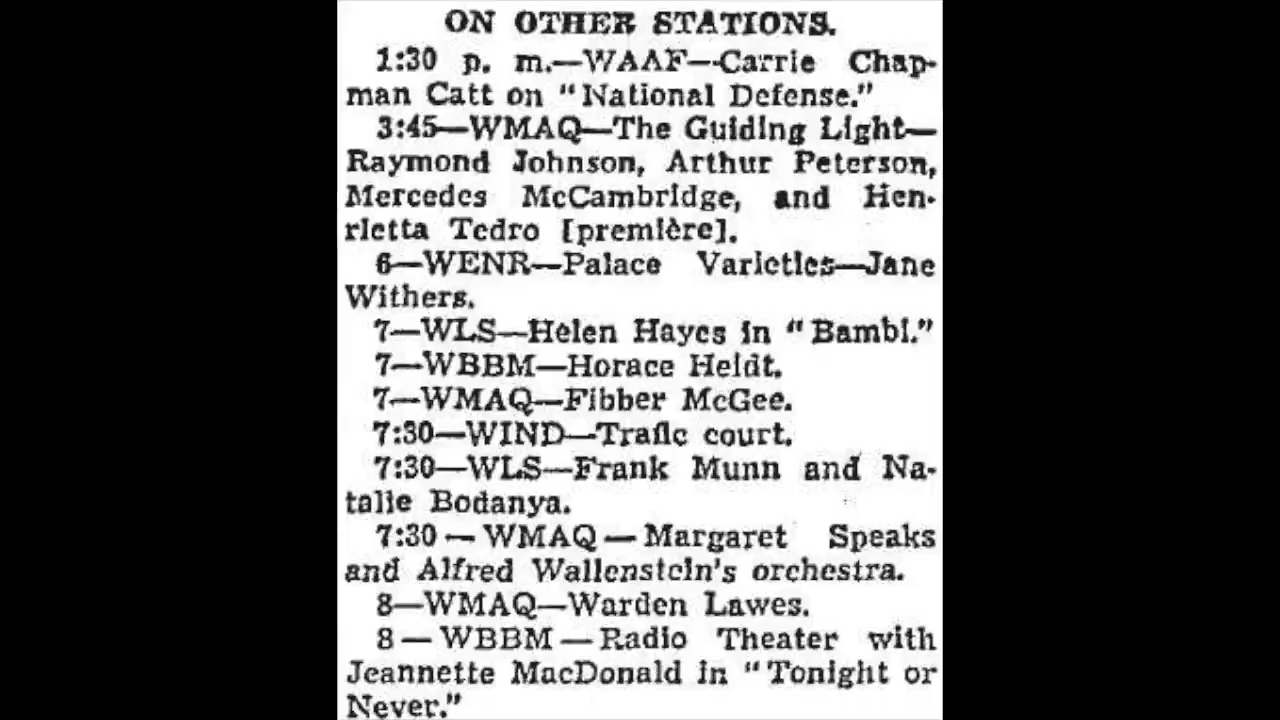 ON OTHER STATIONS.
1:30 p. m.—WAAF—Carrie Chap-
man Catt on "National Defense."
3:45—WMAQ—The Guiding Light—
Raymond Johnson, Arthur Peterson,
Mercedes McCambridge, and Hen-
rietta Tedro [première].
6—WENR—Palace Varieties—Jane
Withers.
7—WLS—Helen Hayes in "Bambi."
7—WBBM—Horace Heidt.
7—WMAQ—Fibber McGee.
7:30—WIND—Trafic court.
7:30—WLS—Frank Munn and Na-
talie Bodanya.
7:30—WMAQ—Margaret Speaks
and Alfred Wallenstein's orchestra.
8—WMAQ—Warden Lawes.
8—WBBM—Radio Theater with
Jeannette MacDonald in "Tonight or
Never."